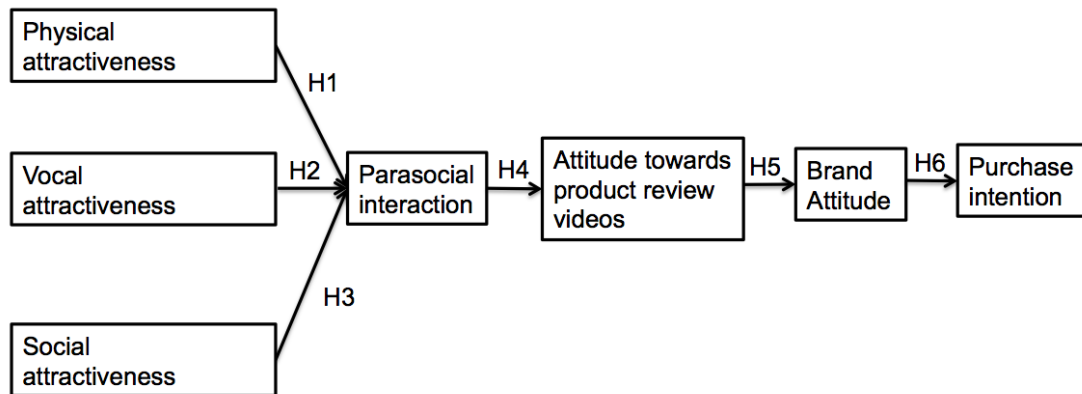 Physical
attractiveness
H1
Vocal
attractiveness
H2
Parasocial
interaction
H4
Attitude towards
product review
videos
H5
Brand
Attitude
H6
Purchase
intention
H3
Social
attractiveness